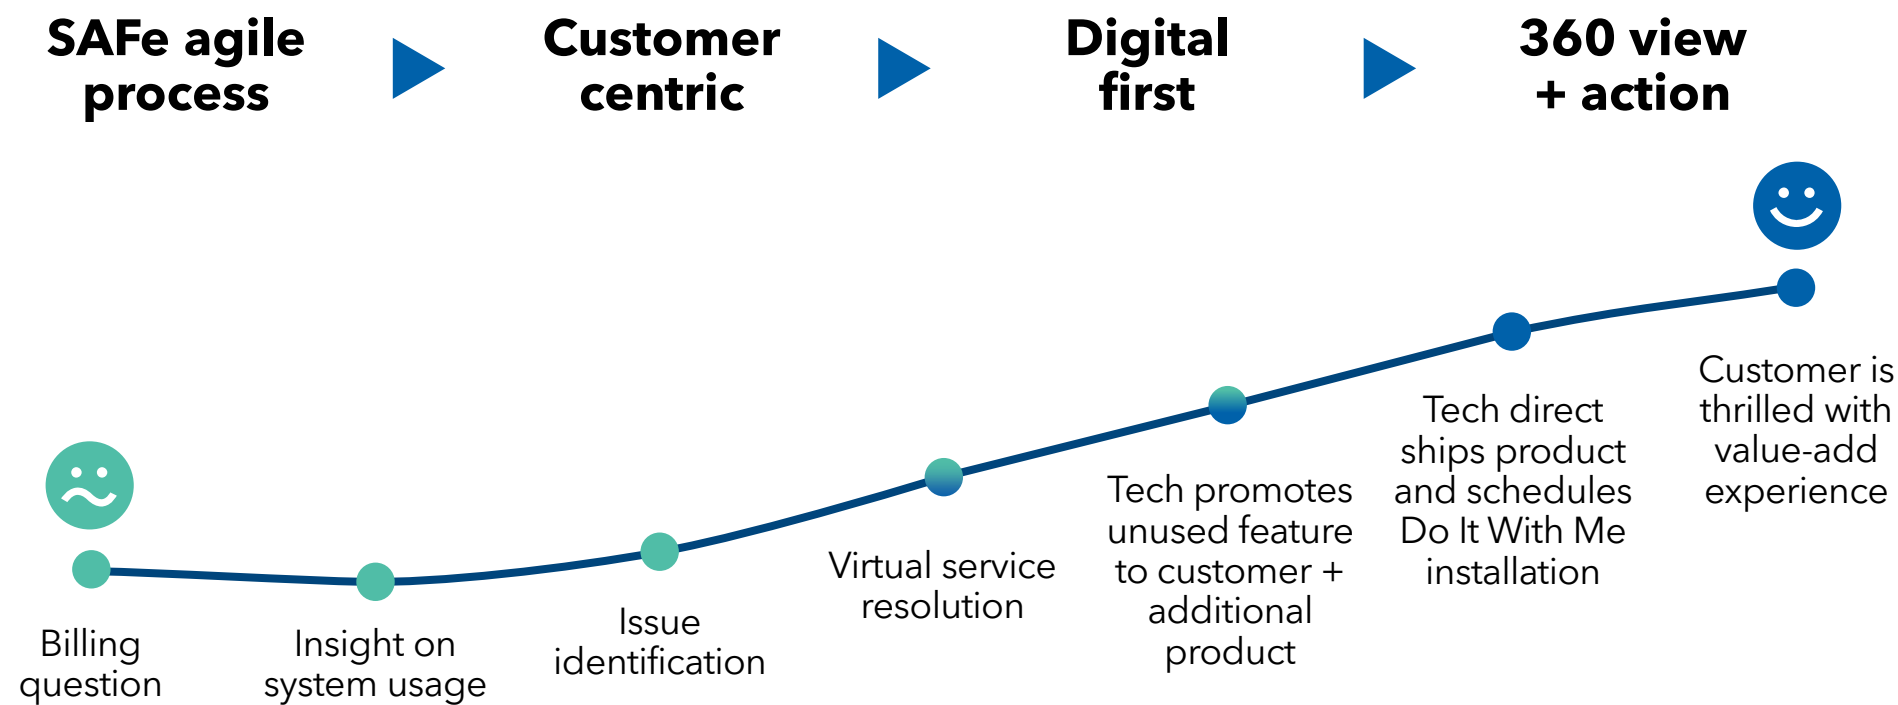 SAFe agile
process
Customer
centric
Digital
first
360 view
+ action
Billing
question
Insight on
system usage
Issue
identification
Virtual service
resolution
Tech promotes
unused feature
to customer +
additional
product
Tech direct
ships product
and schedules
Do It With Me
installation
Customer is
thrilled with
value-add
experience